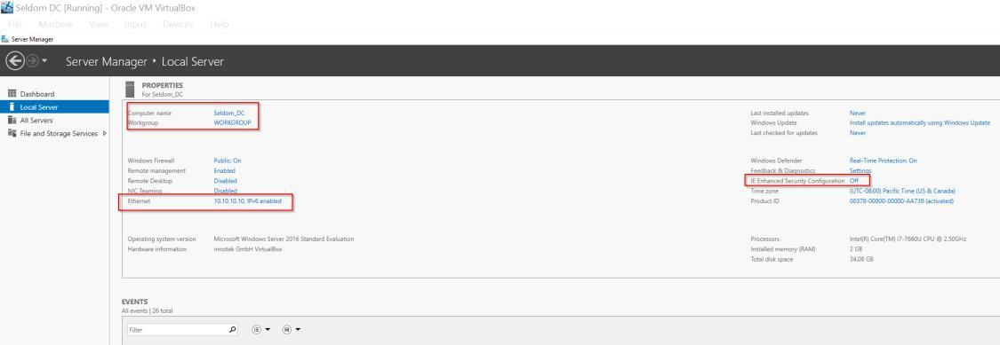 Seldom DC [Running] - Oracle VM VirtualBox
File Machine View Input Devices Help
Server Manager
Server Manager ‣ Local Server
Dashboard
Local Server
All Servers
File and Storage Services
PROPERTIES
For Seldom_DC
Computer name Seldom_DC
Workgroup WORKGROUP
Last installed updates Never
Windows Update Install updates automatically using Windows Update
Last checked for updates Never
Windows Firewall Public: On
Remote management Enabled
Remote Desktop Disabled
NIC Teaming Disabled
Ethernet 10.10.10.10, IPv6 enabled
Windows Defender Real-Time Protection: On
Feedback & Diagnostics Settings
IE Enhanced Security Configuration Off
Time zone (UTC-08:00) Pacific Time (US & Canada)
Product ID 00378-00000-00000-AA739 (activated)
Operating system version Microsoft Windows Server 2016 Standard Evaluation
Hardware information innotek GmbH VirtualBox
Processors Intel(R) Core(TM) i7-7660U CPU @ 2.50GHz
Installed memory (RAM) 2 GB
Total disk space 34.08 GB
EVENTS
All events | 26 total
Filter